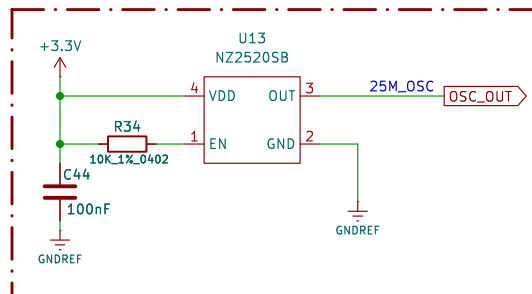 U13
NZ2520SB
+3.3V
4
VDD
OUT
3
25M_OSC
OSC_OUT
R34
10K_1%_0402
1
EN
GND
2
C44
100nF
GNDREF
GNDREF